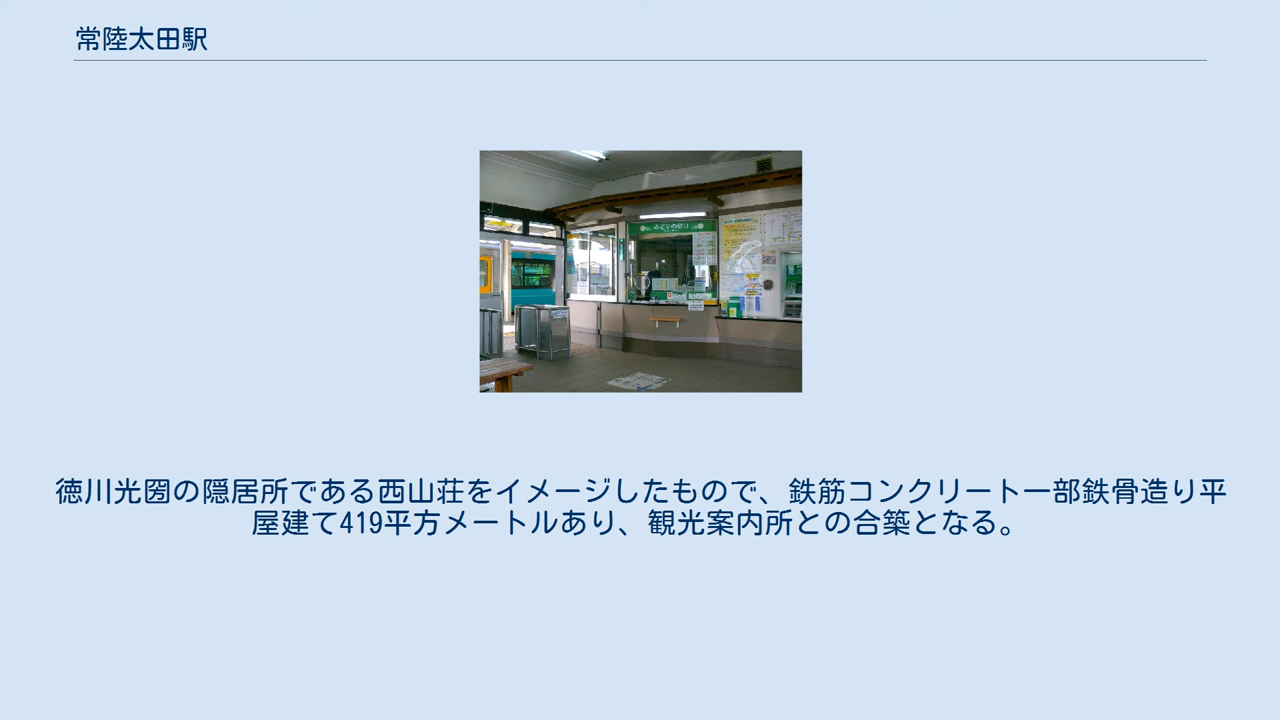 常陸太田駅
みどりの窓口
徳川光圀の隠居所である西山荘をイメージしたもので、鉄筋コンクリート一部鉄骨造り平
屋建て419平方メートルあり、観光案内所との合築となる。